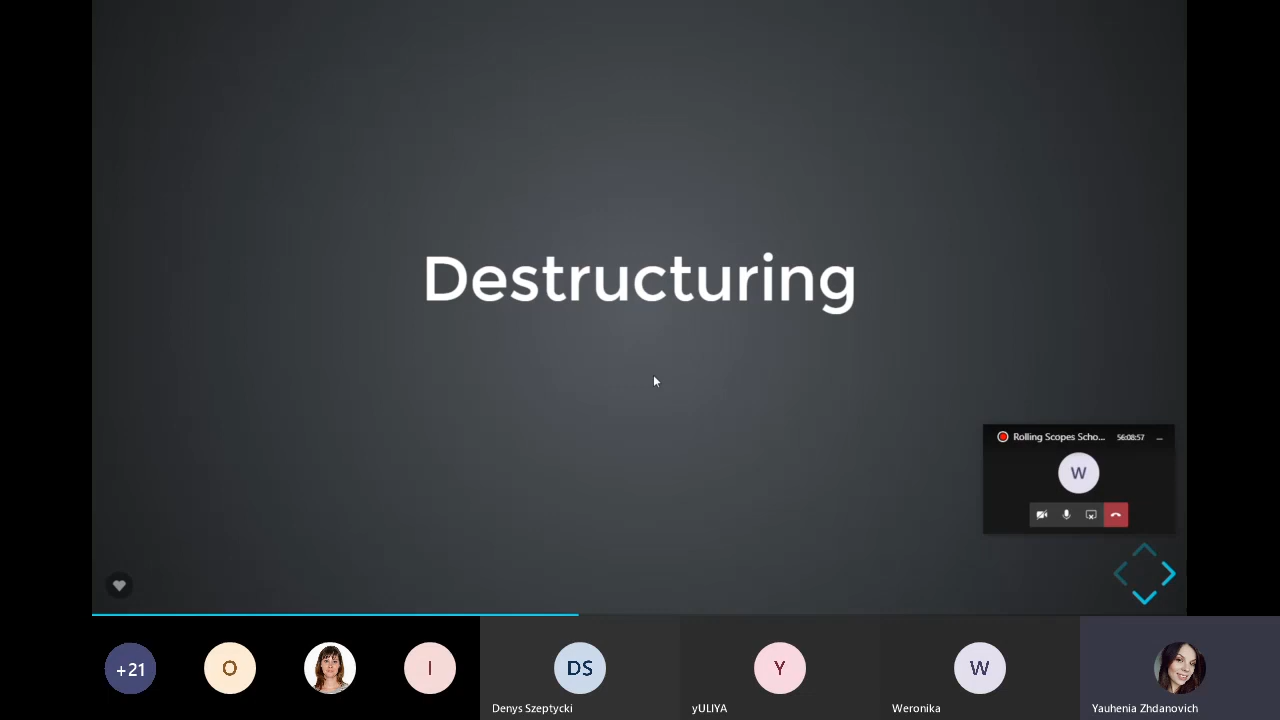 Destructuring
Rolling Scopes Scho... 56:08:57
W
+21
O
I
DS
Y
W
Denys Szeptycki
yULIYA
Weronika
Yauhenia Zhdanovich